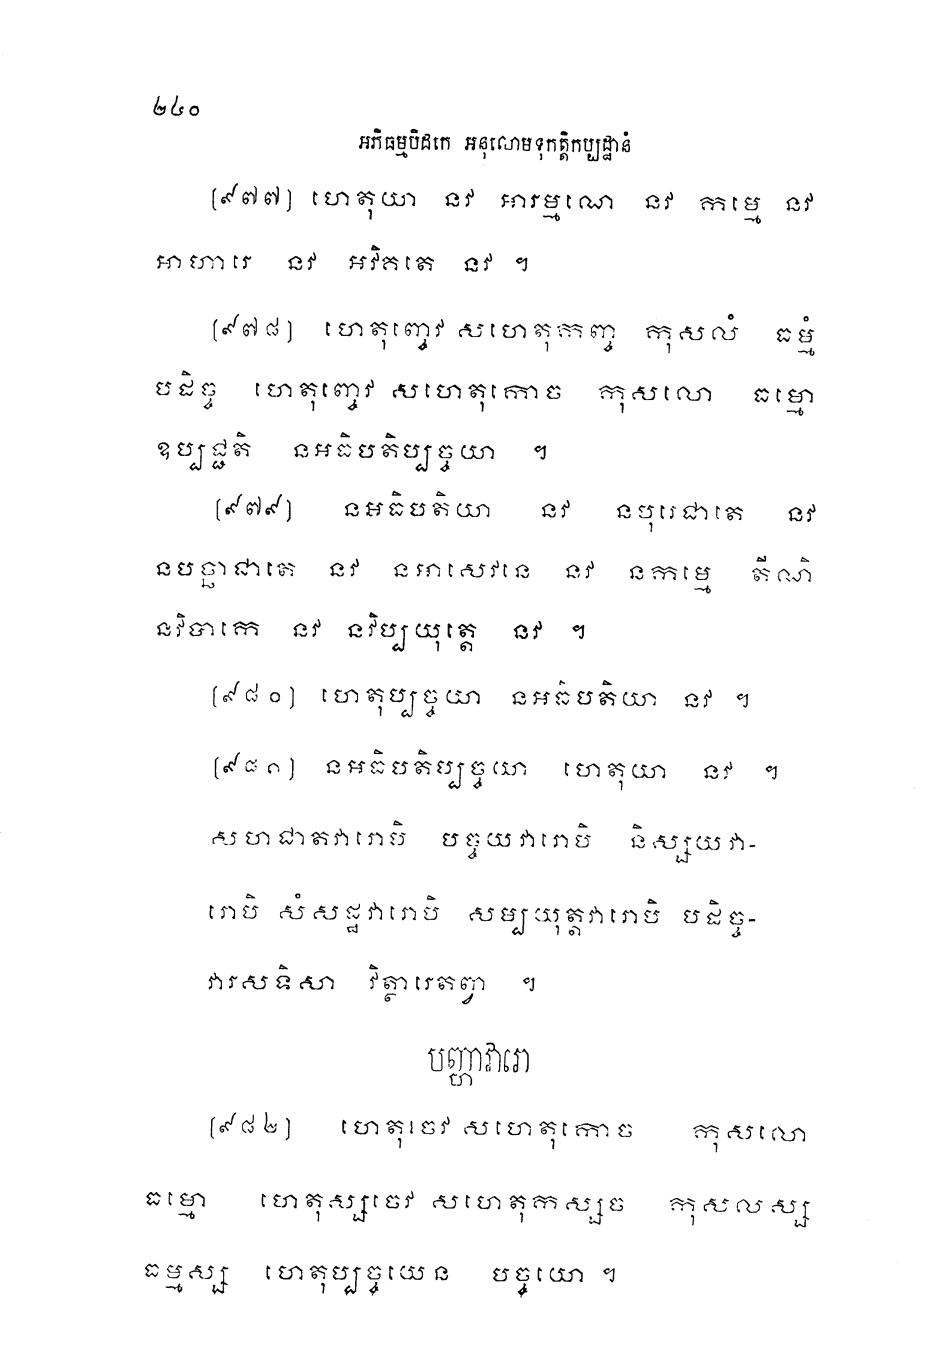 ២៤០
អភិធម្មបិដកេ អនុលោមទុកត្តិកប្បដ្ឋានំ
(៩៧៧) ហេតុយា នវ អារម្មណេ នវ កម្មេ នវ
អាហារេ នវ អវិគតេ នវ ។
(៩៧៨) ហេតុញ្ចេវ សហេតុកញ្ច កុសលំ ធម្មំ
បដិច្ច ហេតុញ្ចេវ សហេតុកោច កុសលោ ធម្មោ
ឧប្បជ្ជតិ នអធិបតិប្បច្ចយា ។
(៩៧៩) នអធិបតិយា នវ នបុរេជាតេ នវ
នបច្ឆាជាតេ នវ នអាសេវនេ នវ នកម្មេ តីណិ
នវិបាកេ នវ នវិប្បយុត្តេ នវ ។
(៩៨០) ហេតុប្បច្ចយា នអធិបតិយា នវ ។
(៩៨១) នអធិបតិប្បច្ចយា ហេតុយា នវ ។
សហជាតវារោបិ បច្ចយវារោបិ និស្សយវា-
រោបិ សំសដ្ឋវារោបិ សម្បយុត្តវារោបិ បដិច្ច-
វារសទិសា វិត្ថារេតព្វា ។
បញ្ហាវារោ
(៩៨២) ហេតុចេវ សហេតុកោច កុសលោ
ធម្មោ ហេតុស្សចេវ សហេតុកស្សច កុសលស្ស
ធម្មស្ស ហេតុប្បច្ចយេន បច្ចយោ ។